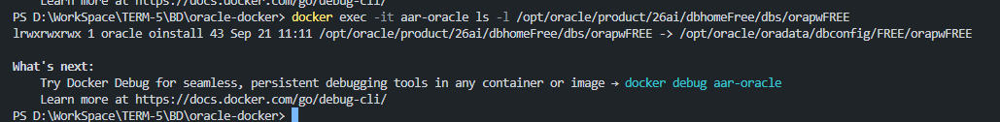 Learn more at https://docs.docker.com/go/debug-cli/
PS D:\WorkSpace\TERM-5\BD\oracle-docker> docker exec -it aar-oracle ls -l /opt/oracle/product/26ai/dbhomeFree/dbs/orapwFREE
lrwxrwxrwx 1 oracle oinstall 43 Sep 21 11:11 /opt/oracle/product/26ai/dbhomeFree/dbs/orapwFREE -> /opt/oracle/oradata/dbconfig/FREE/orapwFREE
What's next:
Try Docker Debug for seamless, persistent debugging tools in any container or image → docker debug aar-oracle
Learn more at https://docs.docker.com/go/debug-cli/
PS D:\WorkSpace\TERM-5\BD\oracle-docker>